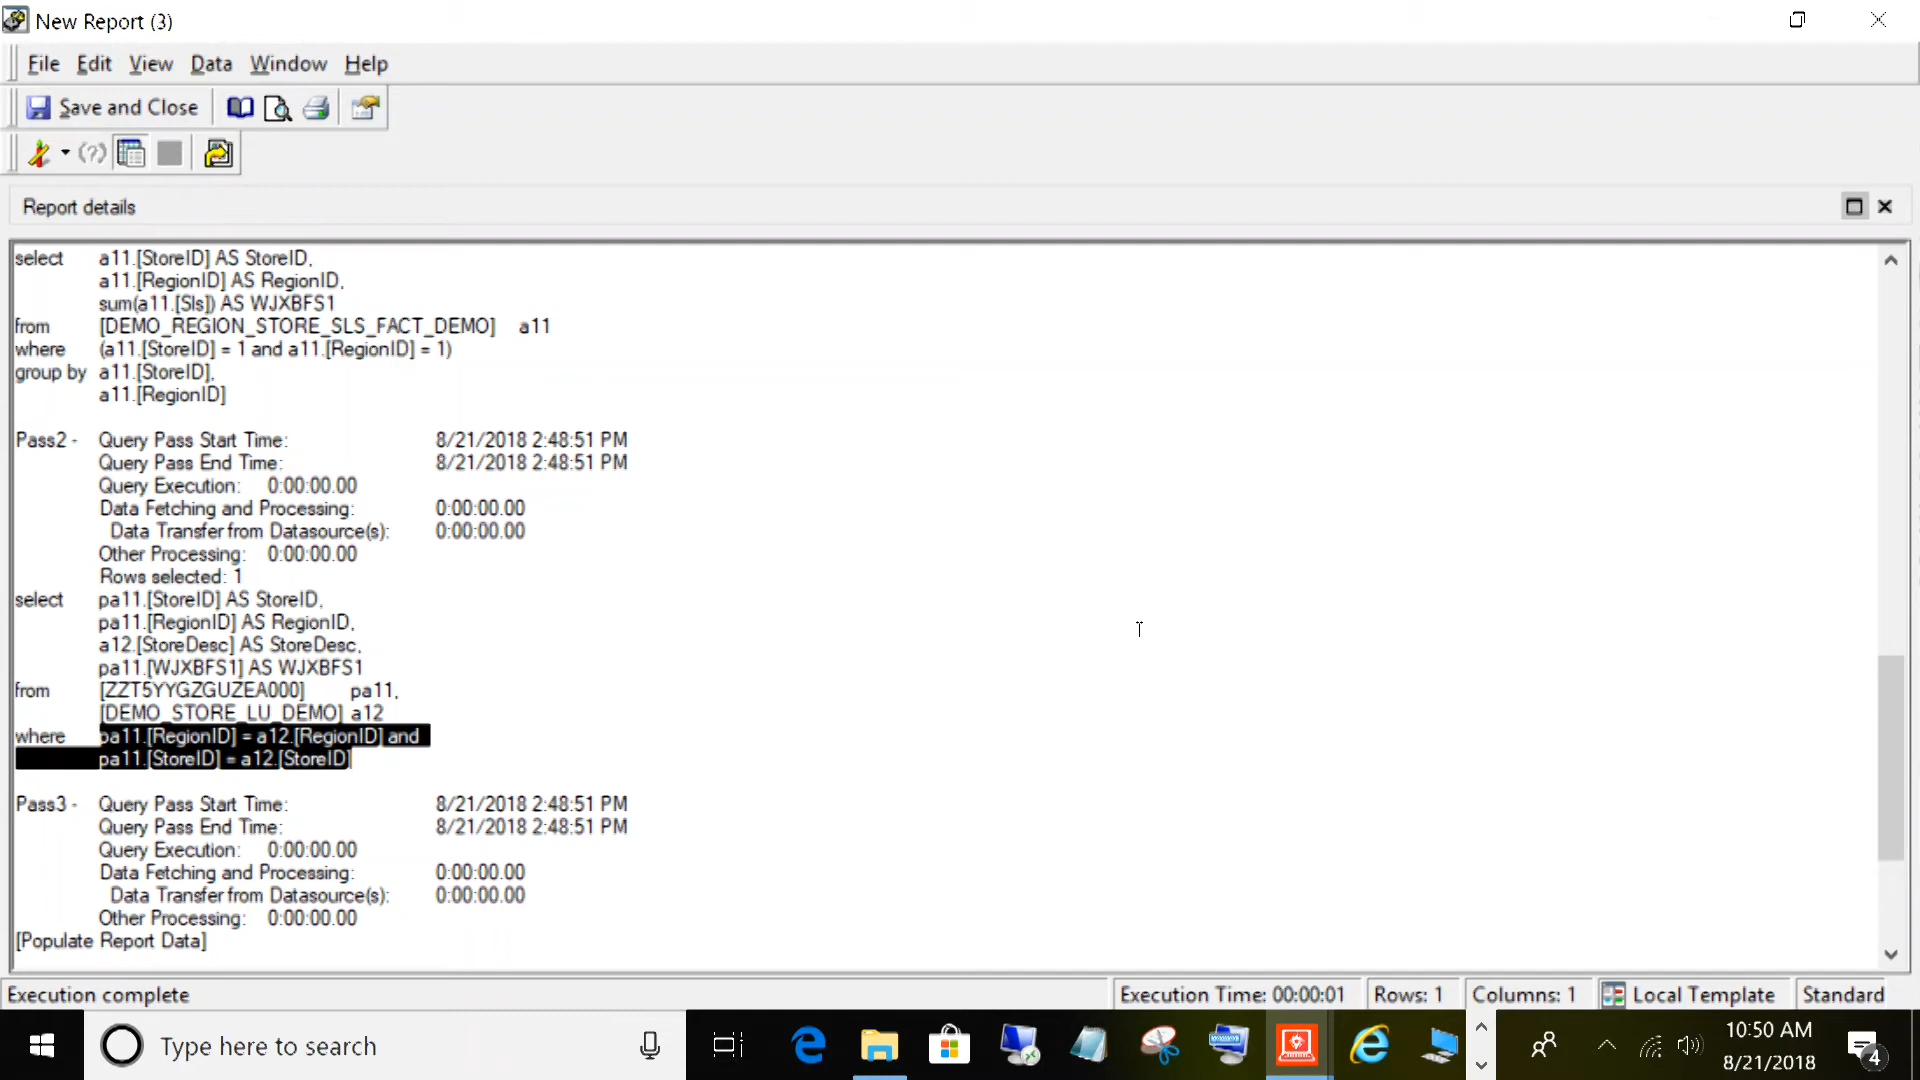 New Report (3)
File Edit View Data Window Help
Save and Close
Report details
select a11.[StoreID] AS StoreID,
a11.[RegionID] AS RegionID,
sum(a11.[Sls]) AS WJXBFS1
from [DEMO_REGION_STORE_SLS_FACT_DEMO] a11
where (a11.[StoreID] = 1 and a11.[RegionID] = 1)
group by a11.[StoreID],
a11.[RegionID]
Pass2 - Query Pass Start Time: 8/21/2018 2:48:51 PM
Query Pass End Time: 8/21/2018 2:48:51 PM
Query Execution: 0:00:00.00
Data Fetching and Processing: 0:00:00.00
Data Transfer from Datasource(s): 0:00:00.00
Other Processing: 0:00:00.00
Rows selected: 1
select pa11.[StoreID] AS StoreID,
pa11.[RegionID] AS RegionID,
a12.[StoreDesc] AS StoreDesc,
pa11.[WJXBFS1] AS WJXBFS1
from [ZZT5YYGZGUZEA000] pa11,
[DEMO_STORE_LU_DEMO] a12
where pa11.[RegionID] = a12.[RegionID] and
pa11.[StoreID] = a12.[StoreID]
Pass3 - Query Pass Start Time: 8/21/2018 2:48:51 PM
Query Pass End Time: 8/21/2018 2:48:51 PM
Query Execution: 0:00:00.00
Data Fetching and Processing: 0:00:00.00
Data Transfer from Datasource(s): 0:00:00.00
Other Processing: 0:00:00.00
[Populate Report Data]
Execution complete Execution Time: 00:00:01 Rows: 1 Columns: 1 Local Template Standard
Type here to search
10:50 AM
8/21/2018
4